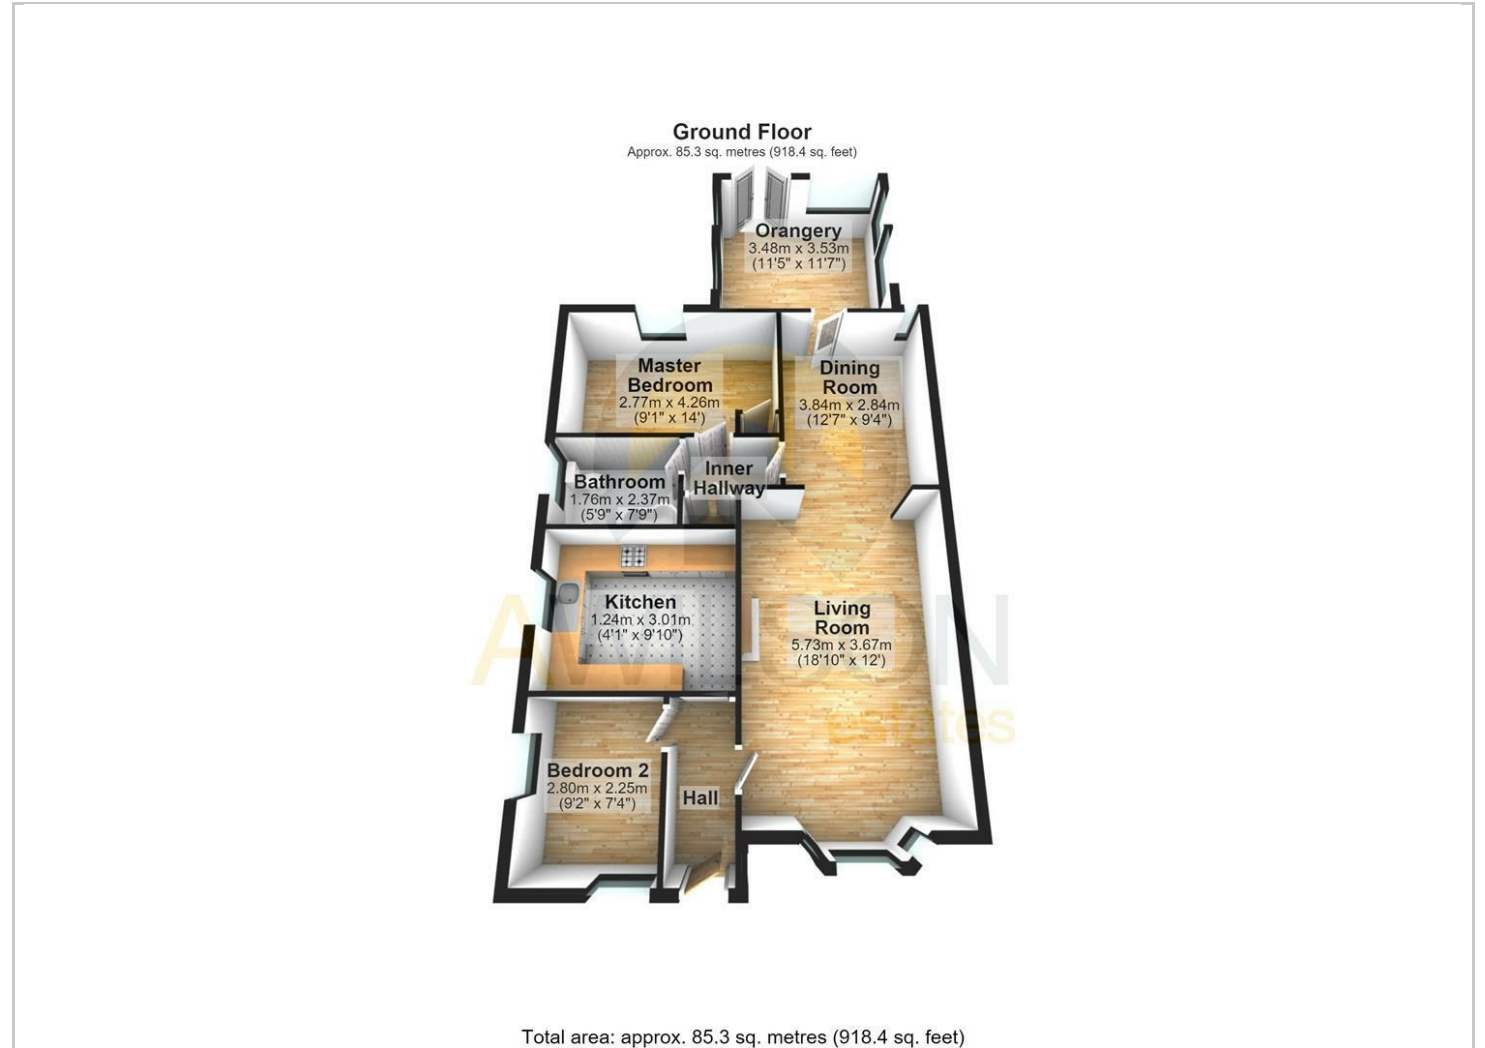 Ground Floor
Approx. 85.3 sq. metres (918.4 sq. feet)
Orangery
3.48m x 3.53m
(11'5" x 11'7")
Master
Bedroom
2.77m x 4.26m
(9'1" x 14')
Dining
Room
3.84m x 2.84m
(12'7" x 9'4")
Inner
Hallway
Bathroom
1.76m x 2.37m
(5'9" x 7'9")
Kitchen
1.24m x 3.01m
(4'1" x 9'10")
Living
Room
5.73m x 3.67m
(18'10" x 12')
AWILSON
estates
Bedroom 2
2.80m x 2.25m
(9'2" x 7'4")
Hall
Total area: approx. 85.3 sq. metres (918.4 sq. feet)